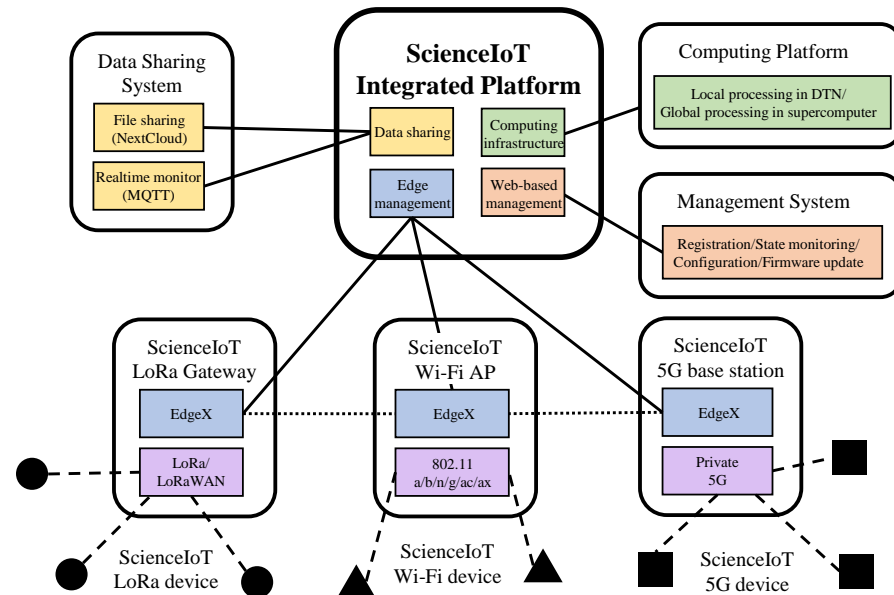 Data Sharing
System
File sharing
(NextCloud)
Realtime monitor
(MQTT)
ScienceIoT
Integrated Platform
Data sharing
Computing
infrastructure
Edge
management
Web-based
management
Computing Platform
Local processing in DTN/
Global processing in supercomputer
Management System
Registration/State monitoring/
Configuration/Firmware update
ScienceIoT
LoRa Gateway
EdgeX
LoRa/
LoRaWAN
ScienceIoT
Wi-Fi AP
EdgeX
802.11
a/b/n/g/ac/ax
ScienceIoT
5G base station
EdgeX
Private
5G
ScienceIoT
LoRa device
ScienceIoT
Wi-Fi device
ScienceIoT
5G device